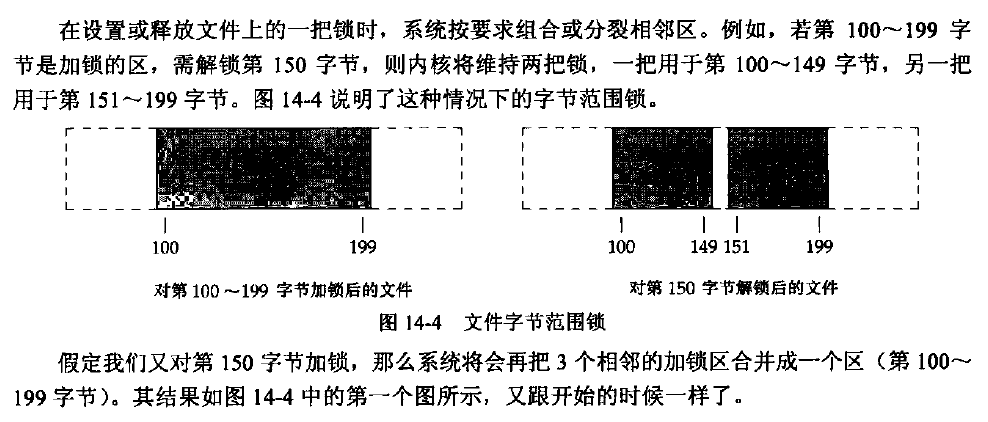 在设置或释放文件上的一把锁时，系统按要求组合或分裂相邻区。例如，若第 100～199 字
节是加锁的区，需解锁第 150 字节，则内核将维持两把锁，一把用于第 100～149 字节，另一把
用于第 151～199 字节。图 14-4 说明了这种情况下的字节范围锁。
100 199 100 149 151 199
对第 100～199 字节加锁后的文件 对第 150 字节解锁后的文件
图 14-4 文件字节范围锁
假定我们又对第 150 字节加锁，那么系统将会再把 3 个相邻的加锁区合并成一个区（第 100～
199 字节）。其结果如图 14-4 中的第一个图所示，又跟开始的时候一样了。